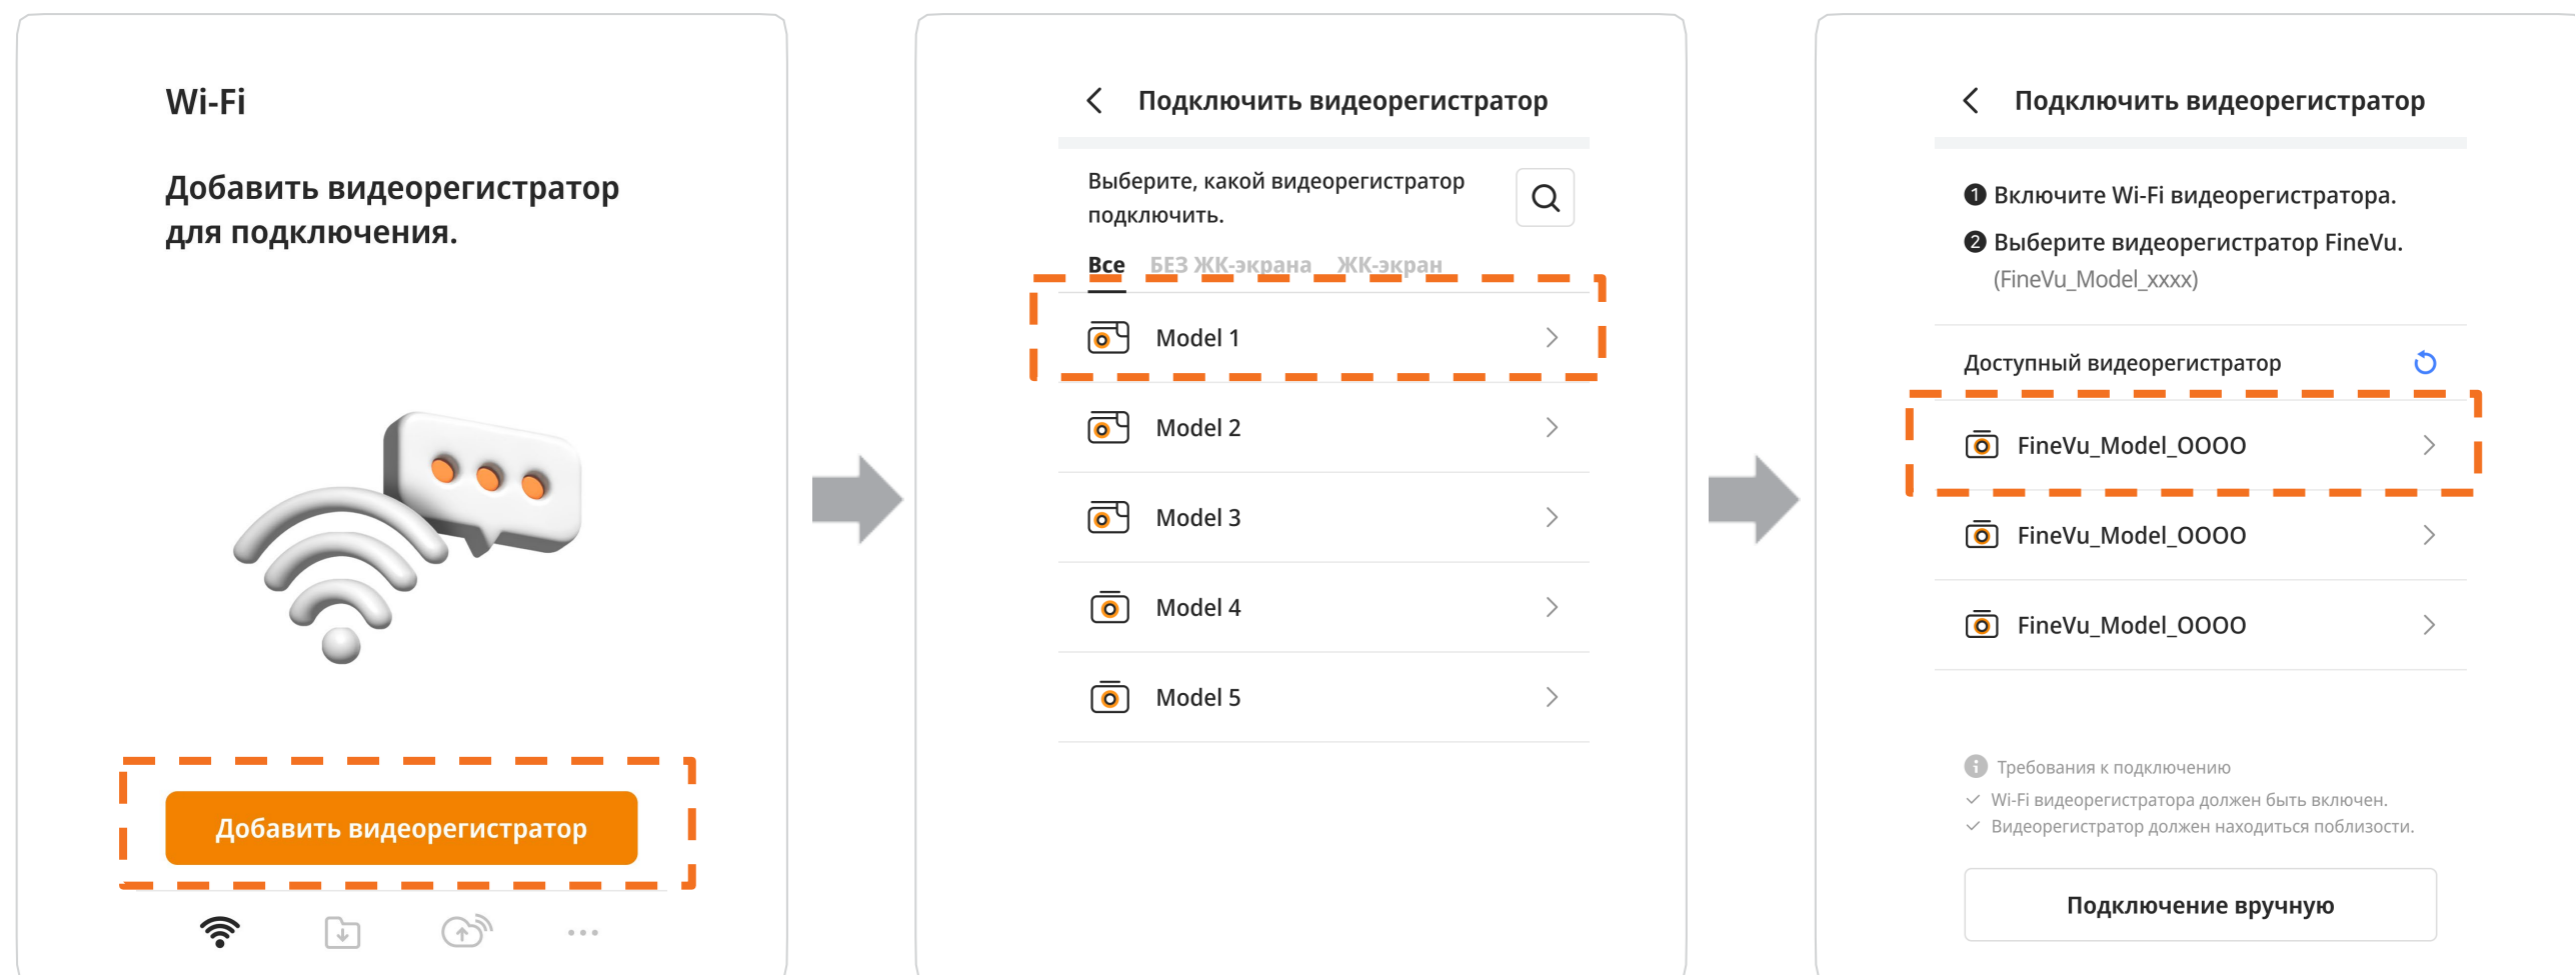 Wi-Fi
Добавить видеорегистратор
для подключения.
Добавить видеорегистратор
Подключить видеорегистратор
Выберите, какой видеорегистратор
подключить.
Все БЕЗ ЖК-экрана ЖК-экран
Model 1
Model 2
Model 3
Model 4
Model 5
Подключить видеорегистратор
1 Включите Wi-Fi видеорегистратора.
2 Выберите видеорегистратор FineVu.
(FineVu_Model_xxxx)
Доступный видеорегистратор
FineVu_Model_OOOO
FineVu_Model_OOOO
FineVu_Model_OOOO
Требования к подключению
Wi-Fi видеорегистратора должен быть включен.
Видеорегистратор должен находиться поблизости.
Подключение вручную